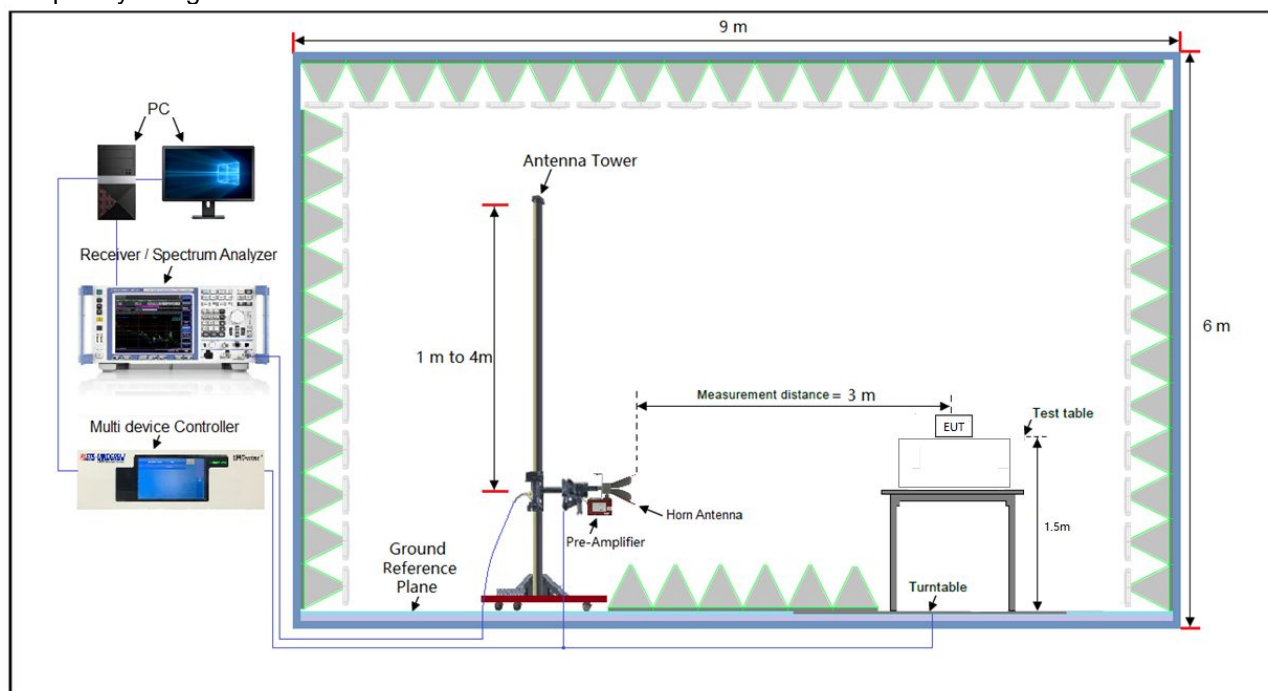 9 m
PC
Antenna Tower
Receiver / Spectrum Analyzer
1 m to 4m
6 m
Measurement distance = 3 m
Test table
EUT
Multi device Controller
Horn Antenna
Pre-Amplifier
1.5m
Ground
Reference
Plane
Turntable